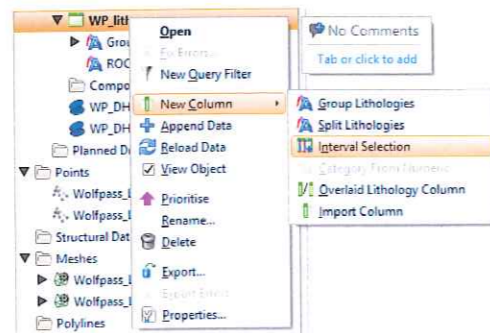 WP_lith
Grou
ROC
Compo
WP_DH
WP_DH
Planned D
Points
Wolfpass_L
Wolfpass_L
Structural Dat
Meshes
Wolfpass_L
Wolfpass_L
Polylines
Open
Fix Errors...
New Query Filter
New Column
Append Data
Reload Data
View Object
Prioritise
Rename...
Delete
Export...
Export Errors
Properties...
No Comments
Tab or click to add
Group Lithologies
Split Lithologies
Interval Selection
Category From Numeric
Overlaid Lithology Column
Import Column